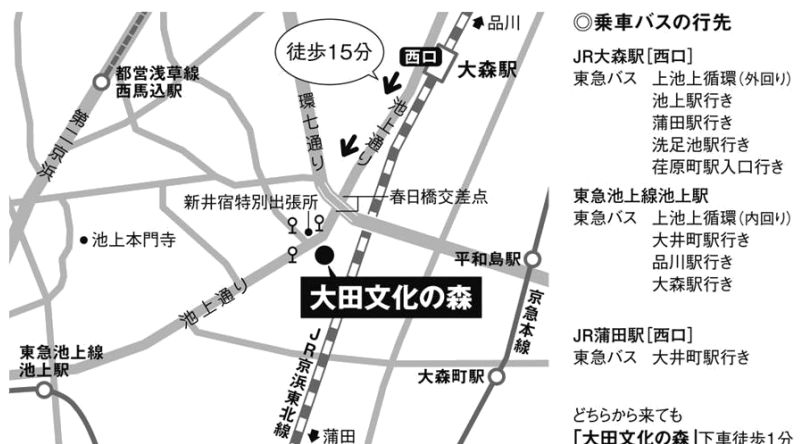 品川
徒歩15分
西口
大森駅
都営浅草線
西馬込駅
第二京浜
環七通り
池上通り
新井宿特別出張所
春日橋交差点
池上本門寺
平和島駅
大田文化の森
池上通り
京急本線
JR京浜東北線
東急池上線
池上駅
大森町駅
蒲田
◎乗車バスの行先
JR大森駅[西口]
東急バス 上池上循環(外回り)
池上駅行き
蒲田駅行き
洗足池駅行き
荏原町駅入口行き
東急池上線池上駅
東急バス 上池上循環(内回り)
大井町駅行き
品川駅行き
大森駅行き
JR蒲田駅[西口]
東急バス 大井町駅行き
どちらから来ても
「大田文化の森」下車徒歩1分